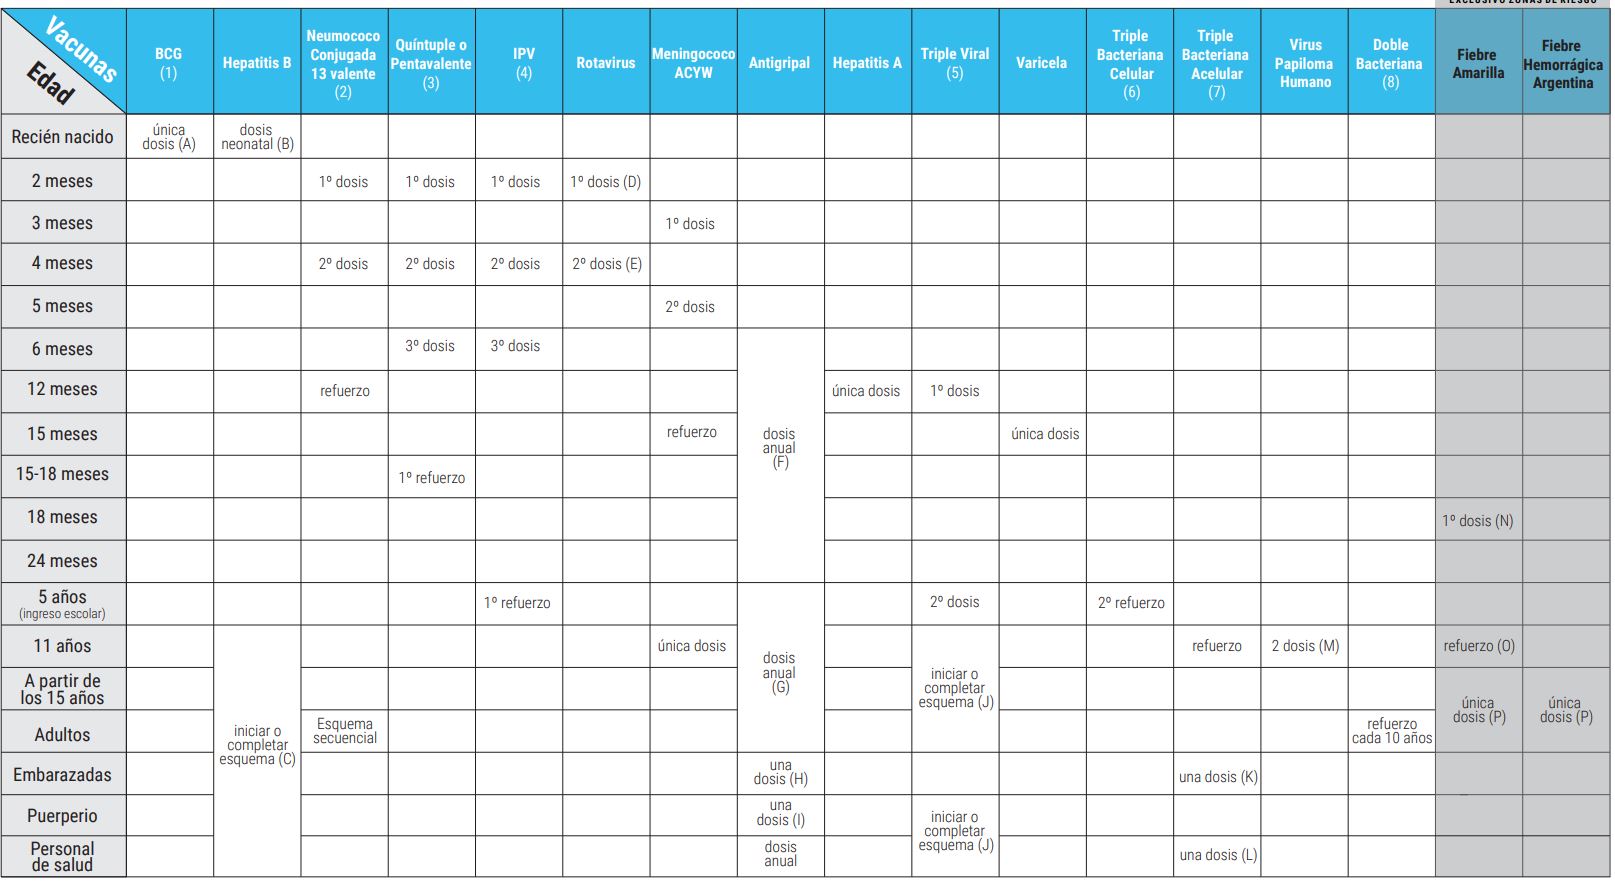 EXCLUSIVO ZONAS DE RIESGO
Vacunas
Edad
BCG
(1)
Hepatitis B
Neumococo
Conjugada
13 valente
(2)
Quíntuple o
Pentavalente
(3)
IPV
(4)
Rotavirus
Meningococo
ACYW
Antigripal
Hepatitis A
Triple Viral
(5)
Varicela
Triple
Bacteriana
Celular
(6)
Triple
Bacteriana
Acelular
(7)
Virus
Papiloma
Humano
Doble
Bacteriana
(8)
Fiebre
Amarilla
Fiebre
Hemorrágica
Argentina
Recién nacido
única
dosis (A)
dosis
neonatal (B)
2 meses
1º dosis
1º dosis
1º dosis
1º dosis (D)
3 meses
1º dosis
4 meses
2º dosis
2º dosis
2º dosis
2º dosis (E)
5 meses
2º dosis
6 meses
3º dosis
3º dosis
12 meses
refuerzo
única dosis
1º dosis
15 meses
refuerzo
dosis
anual
(F)
única dosis
15-18 meses
1º refuerzo
18 meses
1º dosis (N)
24 meses
5 años
(ingreso escolar)
1º refuerzo
2º dosis
2º refuerzo
11 años
única dosis
refuerzo
2 dosis (M)
refuerzo (O)
A partir de
los 15 años
dosis
anual
(G)
iniciar o
completar
esquema (J)
única
dosis (P)
única
dosis (P)
Adultos
iniciar o
completar
esquema (C)
Esquema
secuencial
refuerzo
cada 10 años
Embarazadas
una
dosis (H)
una dosis (K)
Puerperio
una
dosis (I)
iniciar o
completar
esquema (J)
Personal
de salud
dosis
anual
una dosis (L)